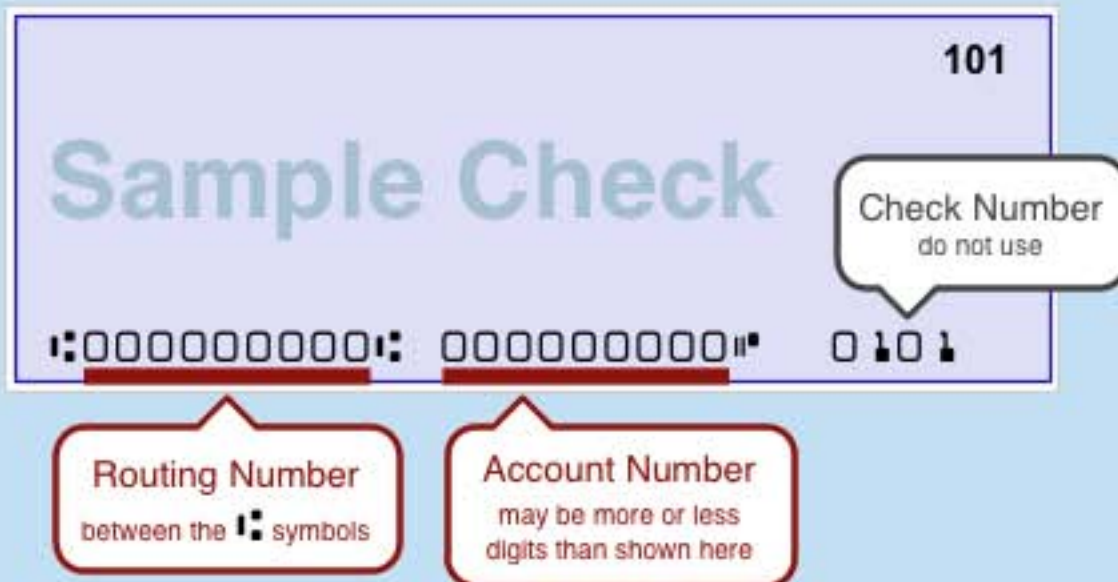 101
Sample Check
Check Number
do not use
⑆000000000⑆ 000000000⑈ 0101
Routing Number
between the ⑆ symbols
Account Number
may be more or less
digits than shown here